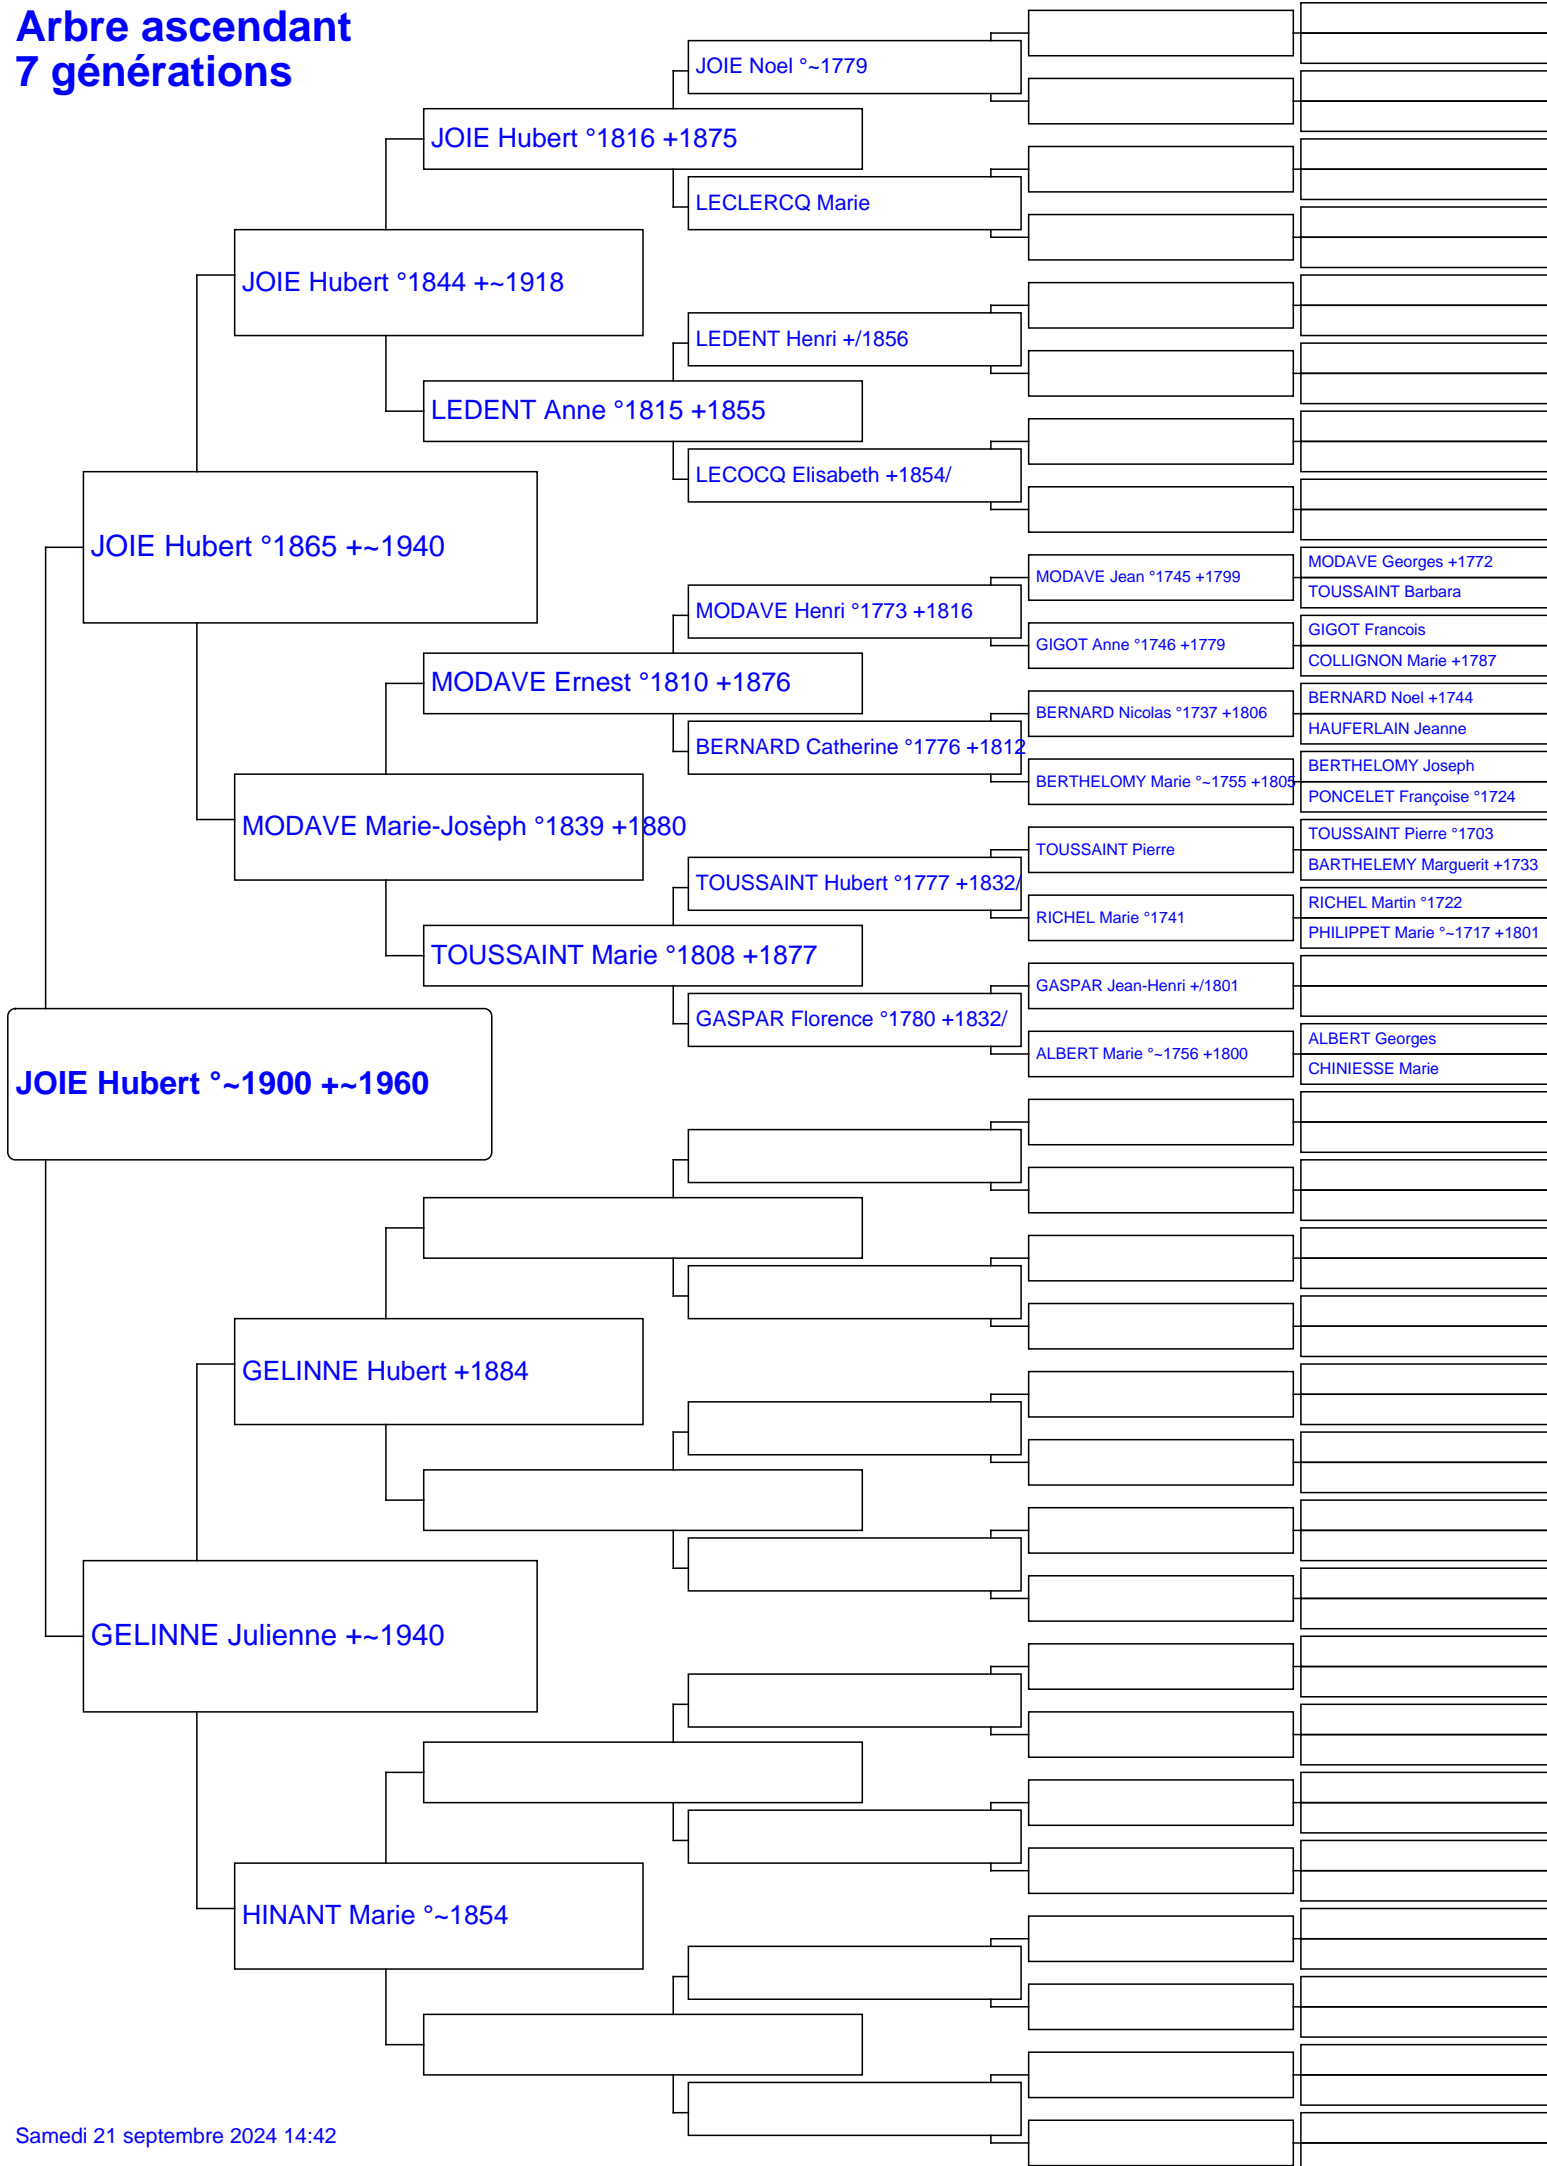 Arbre ascendant
7 générations
JOIE Noel °~1779
JOIE Hubert °1816 +1875
LECLERCQ Marie
JOIE Hubert °1844 +~1918
LEDENT Henri +/1856
LEDENT Anne °1815 +1855
LECOCQ Elisabeth +1854/
JOIE Hubert °1865 +~1940
MODAVE Georges +1772
MODAVE Jean °1745 +1799
TOUSSAINT Barbara
MODAVE Henri °1773 +1816
GIGOT Francois
GIGOT Anne °1746 +1779
COLLIGNON Marie +1787
MODAVE Ernest °1810 +1876
BERNARD Noel +1744
BERNARD Nicolas °1737 +1806
HAUFERLAIN Jeanne
BERNARD Catherine °1776 +1812
BERTHELOMY Joseph
BERTHELOMY Marie °~1755 +1805
PONCELET Françoise °1724
MODAVE Marie-Josèph °1839 +1880
TOUSSAINT Pierre °1703
TOUSSAINT Pierre
BARTHELEMY Marguerit +1733
TOUSSAINT Hubert °1777 +1832/
RICHEL Martin °1722
RICHEL Marie °1741
PHILIPPET Marie °~1717 +1801
TOUSSAINT Marie °1808 +1877
GASPAR Jean-Henri +/1801
GASPAR Florence °1780 +1832/
ALBERT Georges
ALBERT Marie °~1756 +1800
CHINIESSE Marie
JOIE Hubert °~1900 +~1960
GELINNE Hubert +1884
GELINNE Julienne +~1940
HINANT Marie °~1854
Samedi 21 septembre 2024 14:42